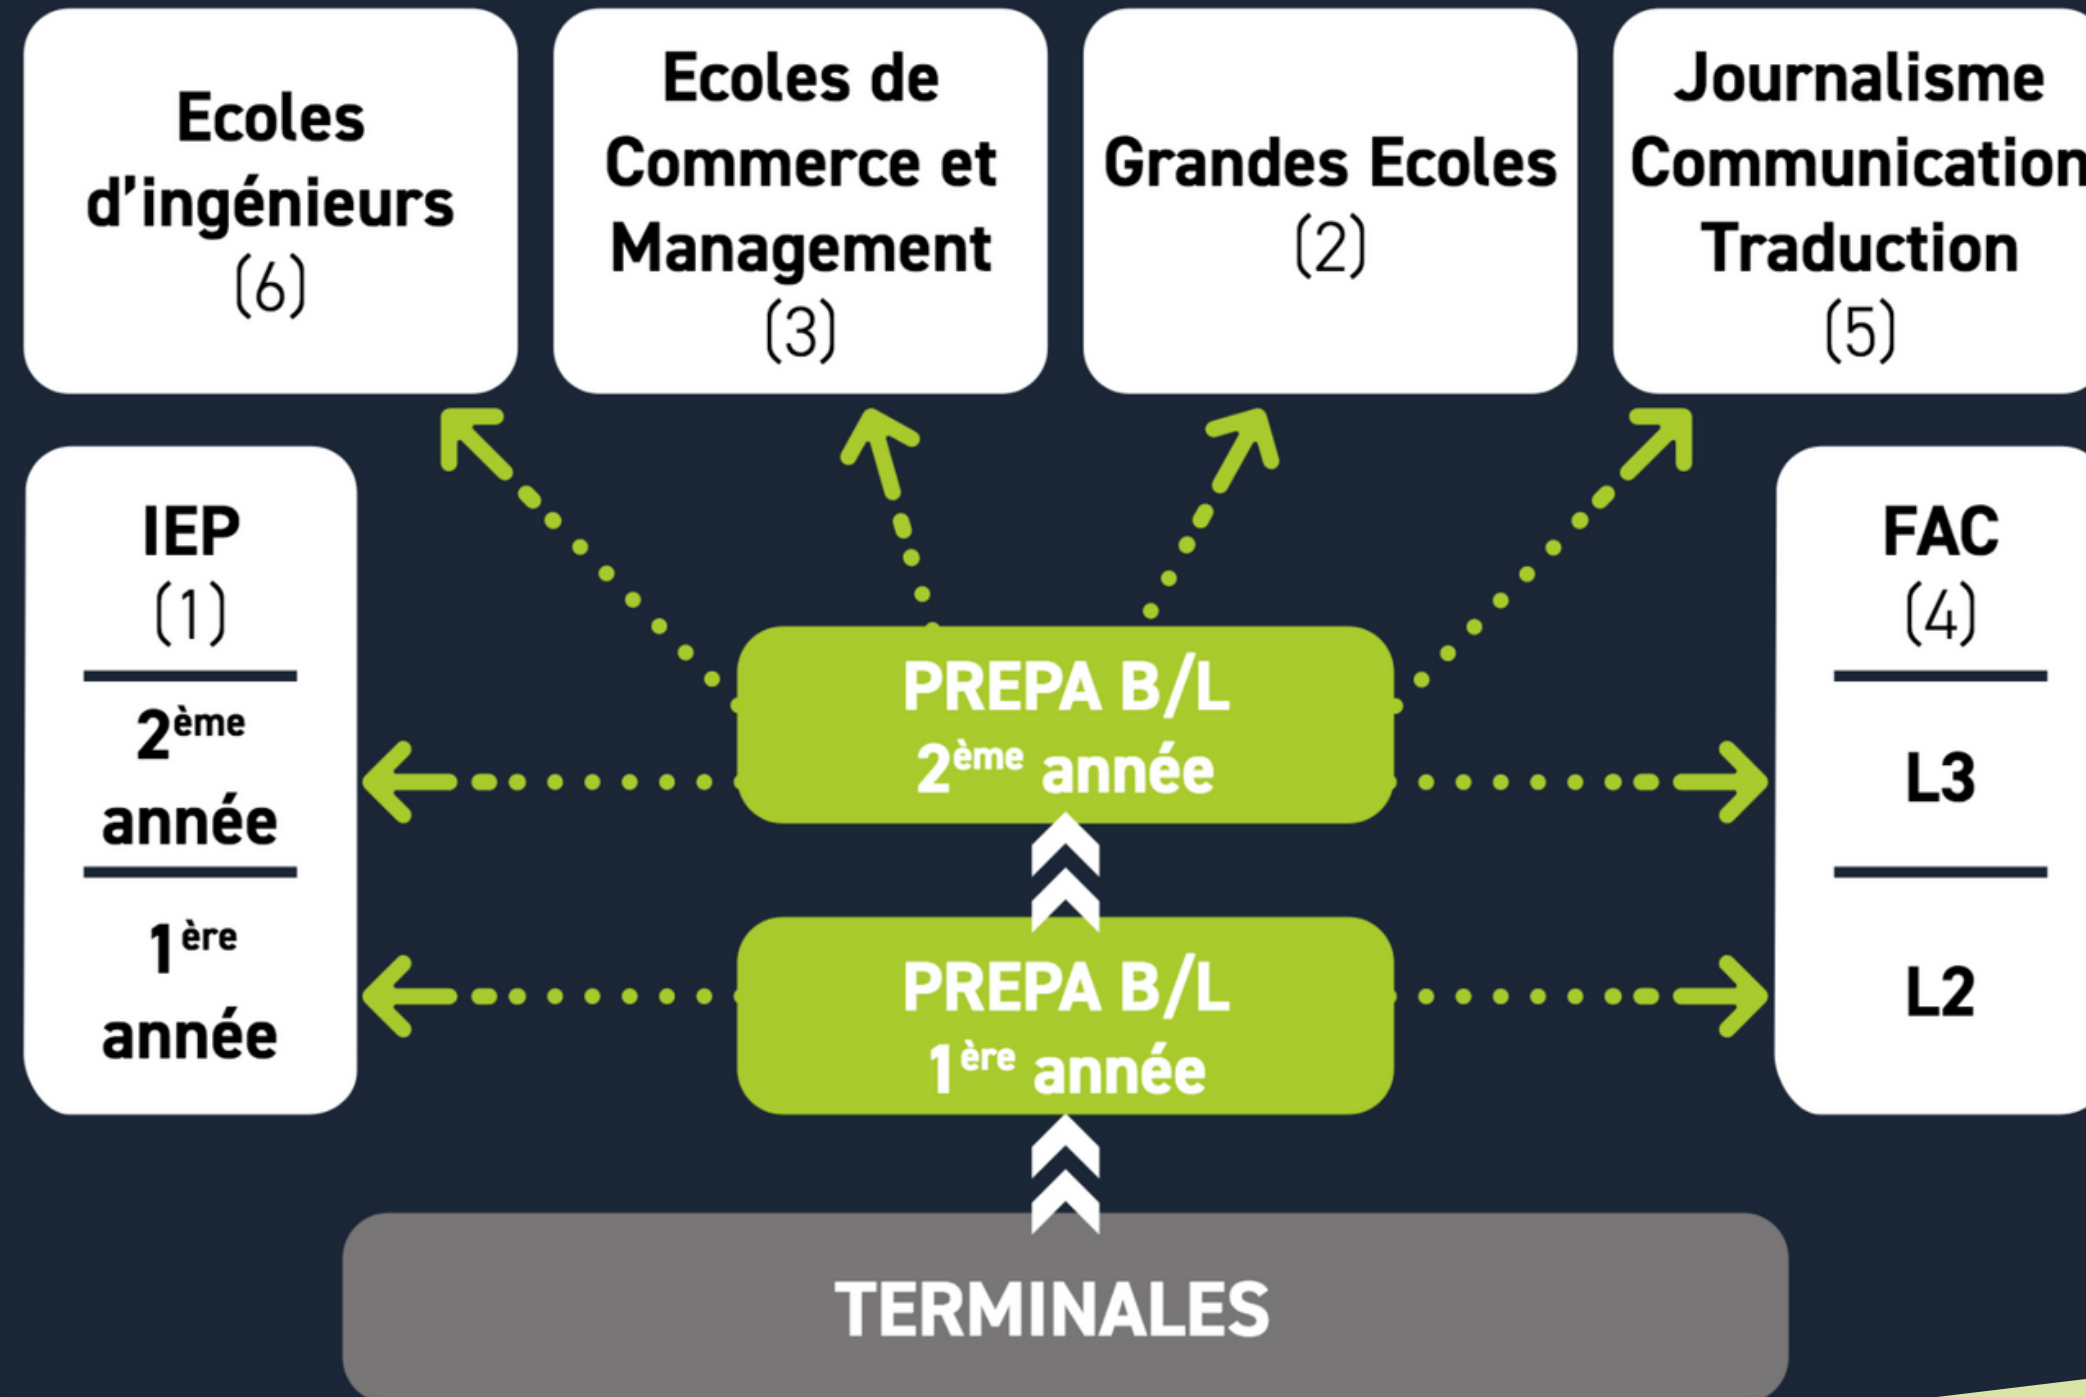 Ecoles
d'ingénieurs
(6)
Ecoles de
Commerce et
Management
(3)
Grandes Ecoles
(2)
Journalisme
Communication
Traduction
(5)
IEP
(1)
2ème
année
1ère
année
PREPA B/L
2ème année
PREPA B/L
1ère année
FAC
(4)
L3
L2
TERMINALES